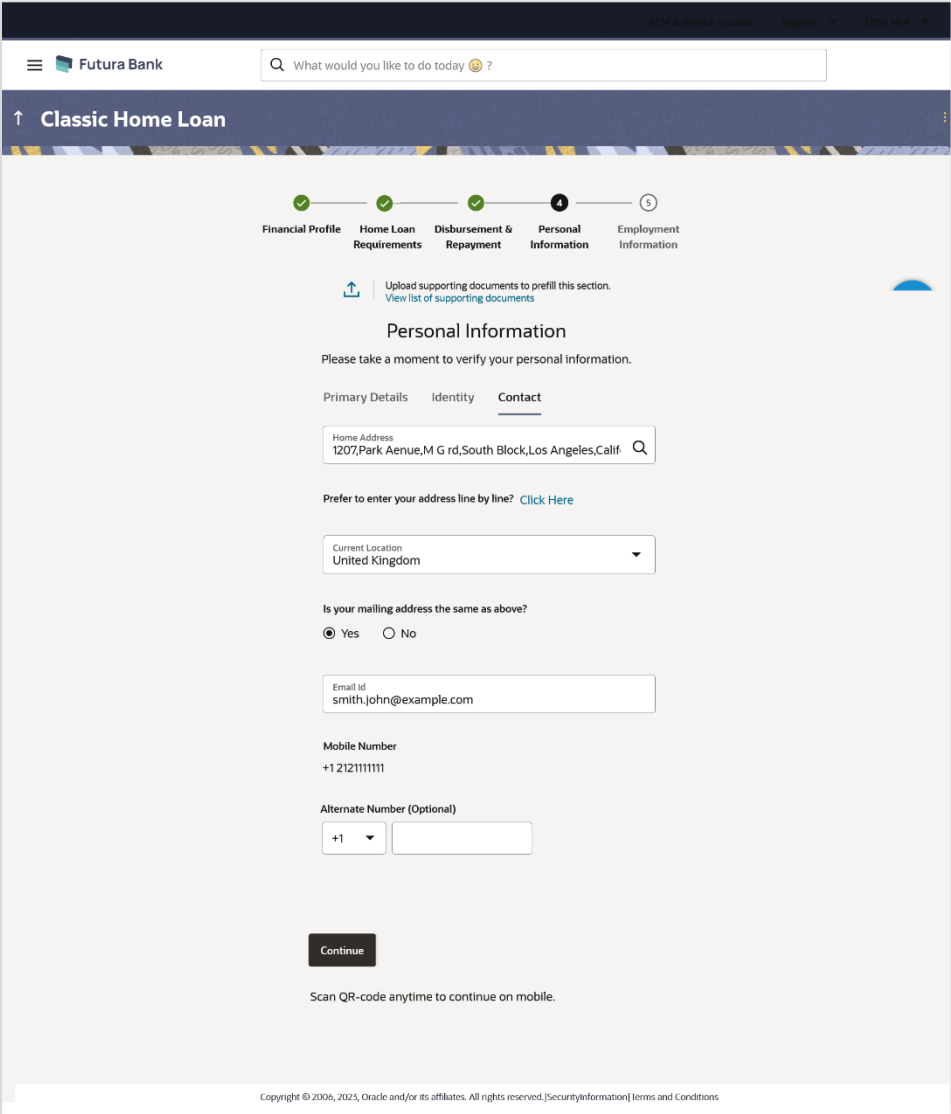 ATM & Branch Locator English
Futura Bank
What would you like to do today 😀 ?
Classic Home Loan
4 5
Financial Profile Home Loan Requirements Disbursement & Repayment Personal Information Employment Information
Upload supporting documents to prefill this section.
View list of supporting documents
Personal Information
Please take a moment to verify your personal information.
Primary Details Identity Contact
Home Address
1207,Park Aenue,M G rd,South Block,Los Angeles,Calif
Prefer to enter your address line by line? Click Here
Current Location
United Kingdom
Is your mailing address the same as above?
Yes No
Email Id
smith.john@example.com
Mobile Number
+1 2121111111
Alternate Number (Optional)
+1
Continue
Scan QR-code anytime to continue on mobile.
Copyright © 2006, 2023, Oracle and/or its affiliates. All rights reserved.|SecurityInformation|Terms and Conditions